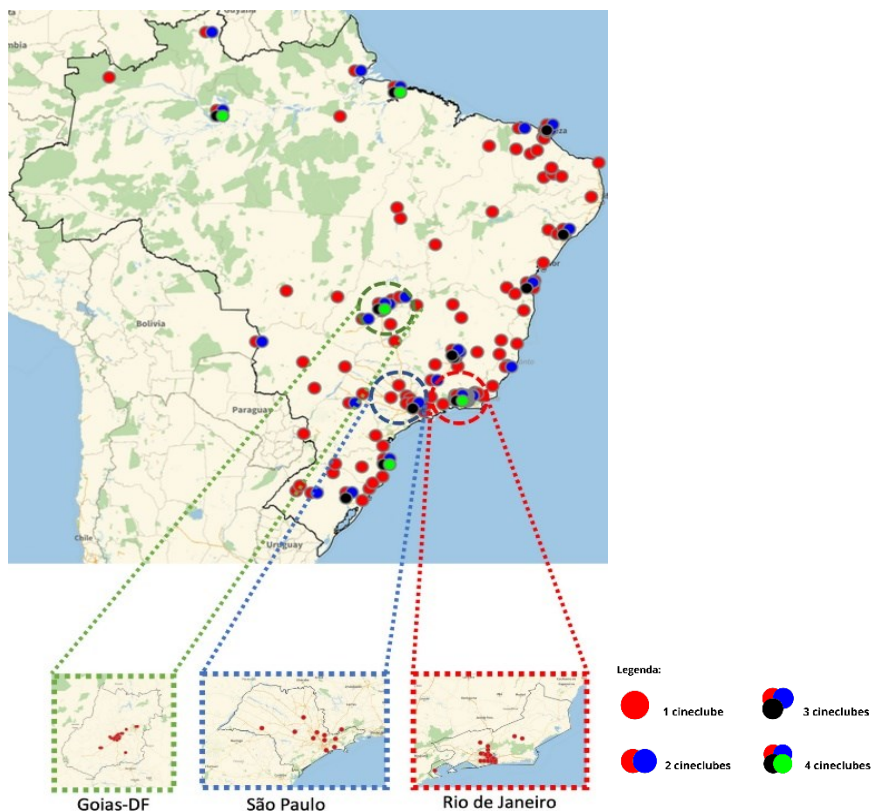 Guyana
Bolivia
Paraguay
Chile
Uruguay
Legenda:
1 cineclube
3 cineclubes
2 cineclubes
4 cineclubes
Goias-DF
São Paulo
Rio de Janeiro